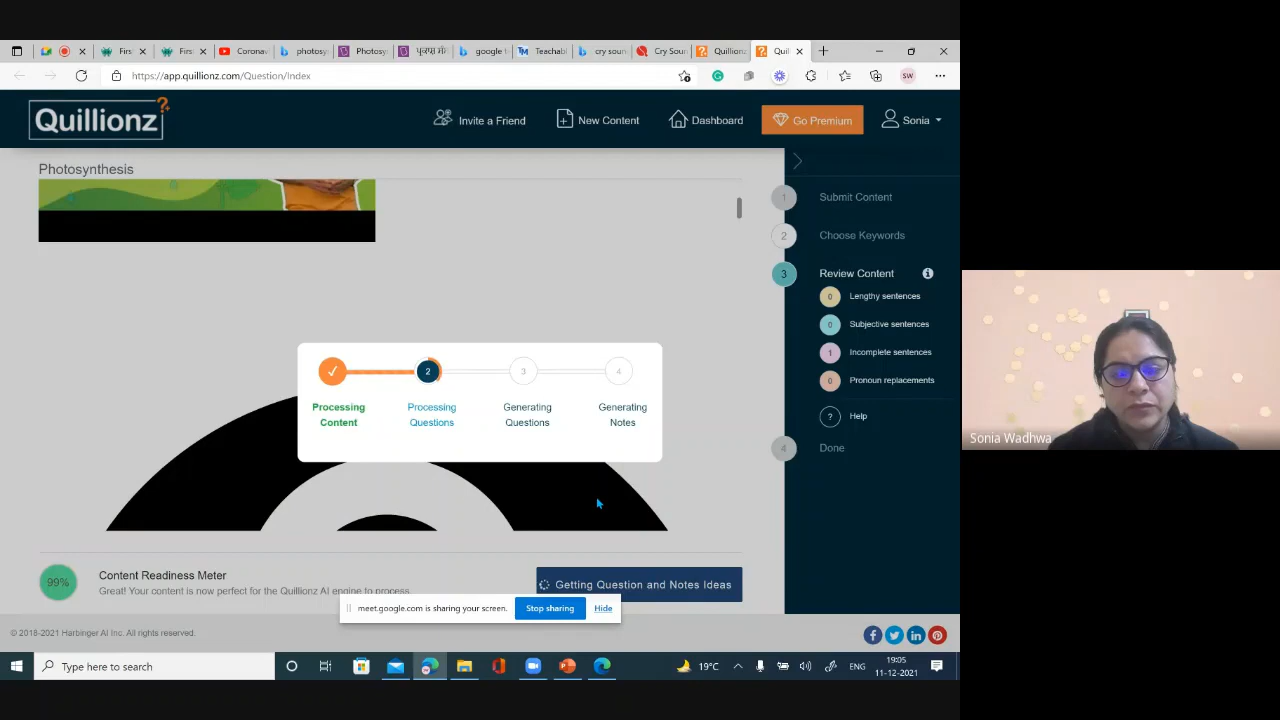 Firs
Firs
Coronav
photosy
Photosy
ਪ੍ਰਕਾਸ਼ ਸੰ
google t
Teachabl
cry soun
Cry Soun
Quillionz
Quil
https://app.quillionz.com/Question/Index
SW
Quillionz?
Invite a Friend
New Content
Dashboard
Go Premium
Sonia
Photosynthesis
1 Submit Content
2 Choose Keywords
3 Review Content
0 Lengthy sentences
0 Subjective sentences
1 Incomplete sentences
0 Pronoun replacements
? Help
4 Done
2 3 4
Processing Content
Processing Questions
Generating Questions
Generating Notes
99%
Content Readiness Meter
Great! Your content is now perfect for the Quillionz AI engine to process
Getting Question and Notes Ideas
meet.google.com is sharing your screen.
Stop sharing
Hide
© 2018-2021 Harbinger AI Inc. All rights reserved.
Type here to search
19°C
ENG
19:05
11-12-2021
Sonia Wadhwa